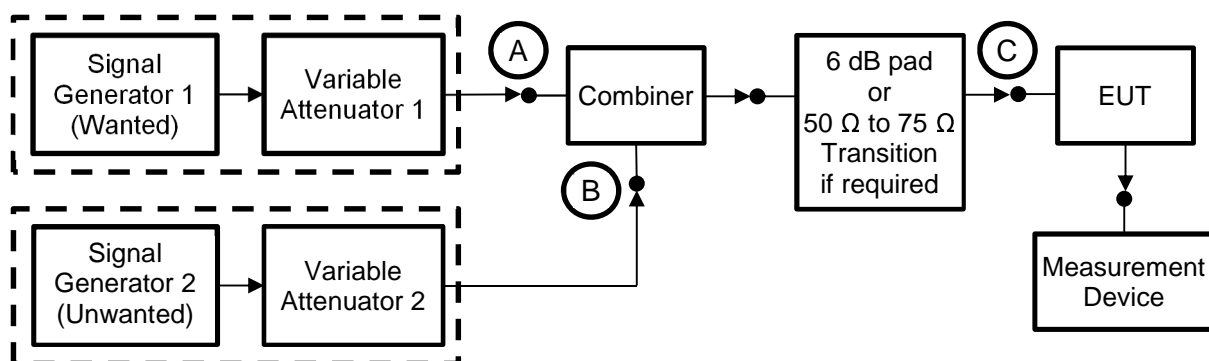 Signal
Generator 1
(Wanted)
Variable
Attenuator 1
A
Combiner
6 dB pad
or
50 Ω to 75 Ω
Transition
if required
C
EUT
B
Signal
Generator 2
(Unwanted)
Variable
Attenuator 2
Measurement
Device